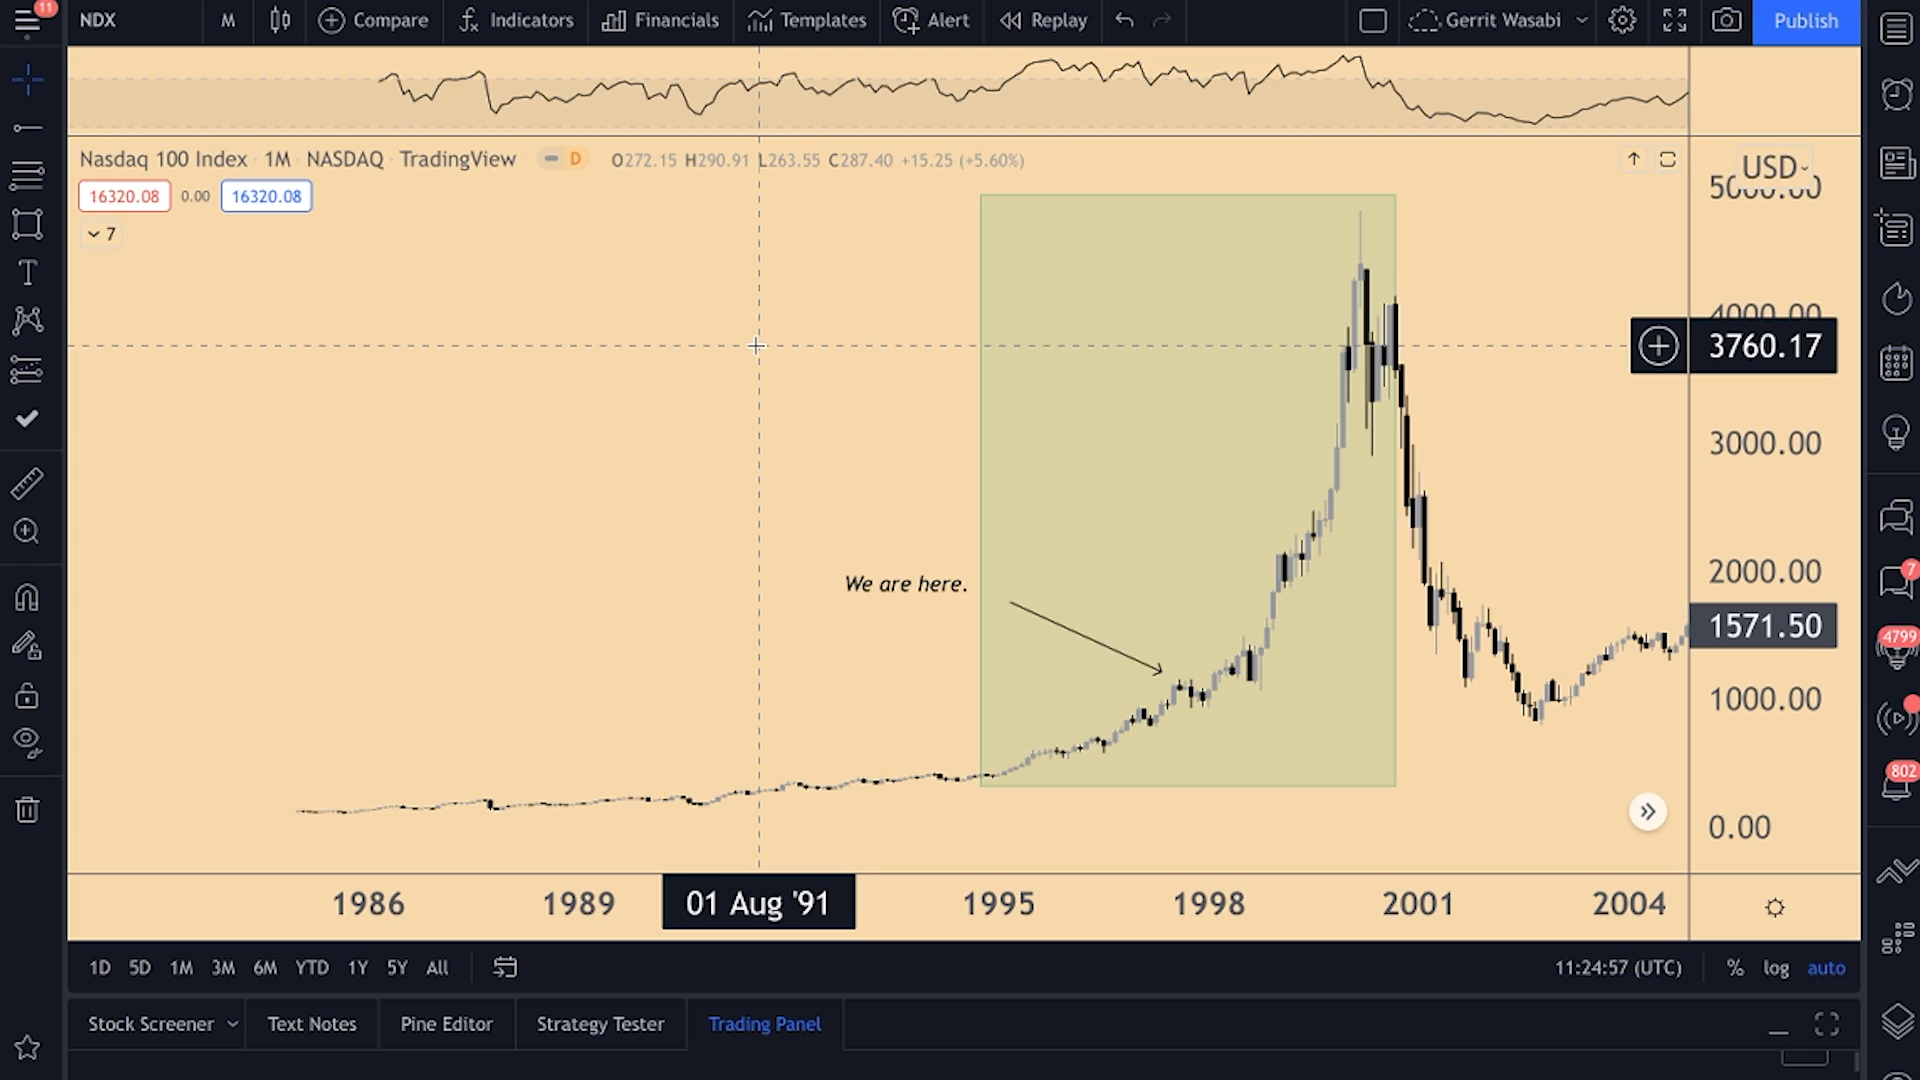 11
NDX M Compare Indicators Financials Templates Alert Replay Gerrit Wasabi Publish
Nasdaq 100 Index · 1M · NASDAQ · TradingView D O272.15 H290.91 L263.55 C287.40 +15.25 (+5.60%)
USD
5000.00
16320.08 0.00 16320.08
7
4000.00
3760.17
3000.00
2000.00
We are here.
7
1571.50
4799
1000.00
802
0.00
1986 1989 01 Aug '91 1995 1998 2001 2004
1D 5D 1M 3M 6M YTD 1Y 5Y All 11:24:57 (UTC) % log auto
Stock Screener Text Notes Pine Editor Strategy Tester Trading Panel